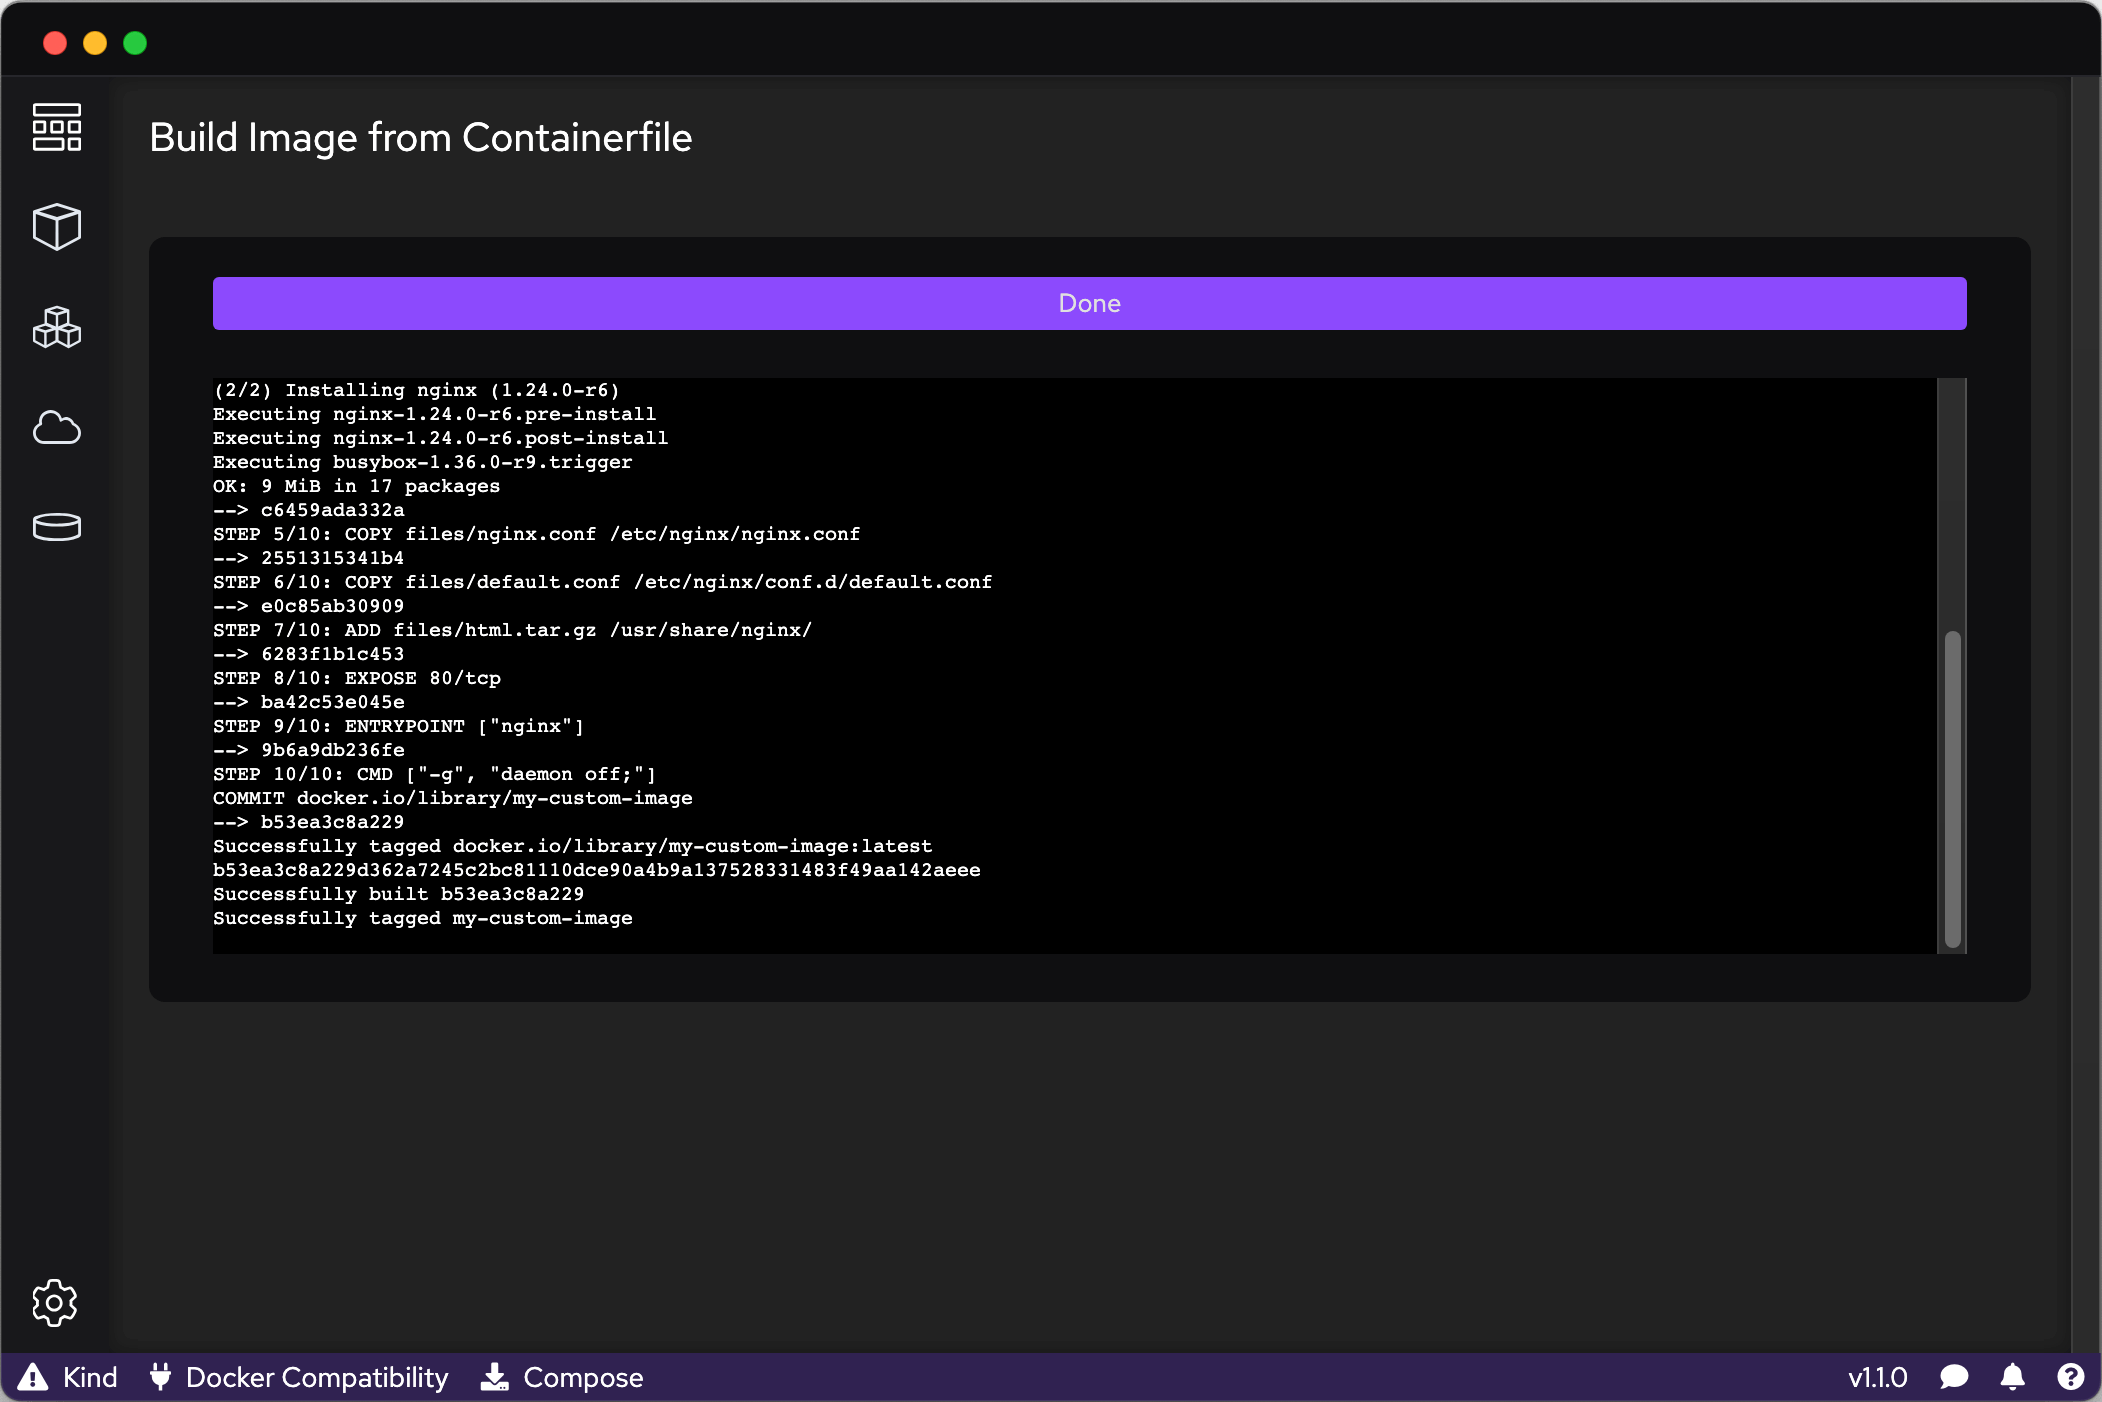 Build Image from Containerfile
Done
(2/2) Installing nginx (1.24.0-r6)
Executing nginx-1.24.0-r6.pre-install
Executing nginx-1.24.0-r6.post-install
Executing busybox-1.36.0-r9.trigger
OK: 9 MiB in 17 packages
--> c6459ada332a
STEP 5/10: COPY files/nginx.conf /etc/nginx/nginx.conf
--> 2551315341b4
STEP 6/10: COPY files/default.conf /etc/nginx/conf.d/default.conf
--> e0c85ab30909
STEP 7/10: ADD files/html.tar.gz /usr/share/nginx/
--> 6283f1b1c453
STEP 8/10: EXPOSE 80/tcp
--> ba42c53e045e
STEP 9/10: ENTRYPOINT ["nginx"]
--> 9b6a9db236fe
STEP 10/10: CMD ["-g", "daemon off;"]
COMMIT docker.io/library/my-custom-image
--> b53ea3c8a229
Successfully tagged docker.io/library/my-custom-image:latest
b53ea3c8a229d362a7245c2bc81110dce90a4b9a137528331483f49aa142aeee
Successfully built b53ea3c8a229
Successfully tagged my-custom-image
Kind Docker Compatibility Compose v1.1.0